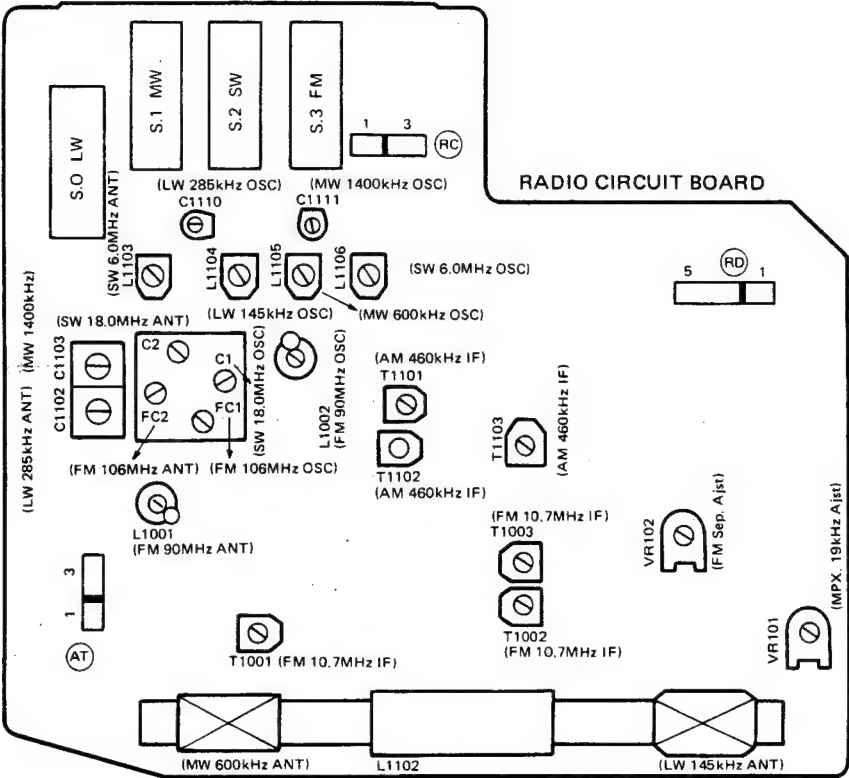 S.0 LW
S.1 MW
S.2 SW
S.3 FM
1 3
RC
RADIO CIRCUIT BOARD
(LW 285kHz OSC)
C1110
(MW 1400kHz OSC)
C1111
(SW 6.0MHz ANT)
L1103
L1104
L1105
L1106
(SW 6.0MHz OSC)
5 1
RD
(LW 145kHz OSC)
(MW 600kHz OSC)
(SW 18.0MHz ANT)
(MW 1400kHz)
C1103
(LW 285kHz ANT)
C1102
C2
C1
FC2
FC1
(SW 18.0MHz OSC)
L1002
(FM 90MHz OSC)
(FM 106MHz ANT)
(FM 106MHz OSC)
(AM 460kHz IF)
T1101
T1102
(AM 460kHz IF)
T1103
(AM 460kHz IF)
L1001
(FM 90MHz ANT)
(FM 10.7MHz IF)
T1003
T1002
(FM 10.7MHz IF)
VR102
(FM Sep. Ajst)
VR101
(MPX. 19kHz Ajst)
3
1
AT
T1001 (FM 10.7MHz IF)
(MW 600kHz ANT)
L1102
(LW 145kHz ANT)